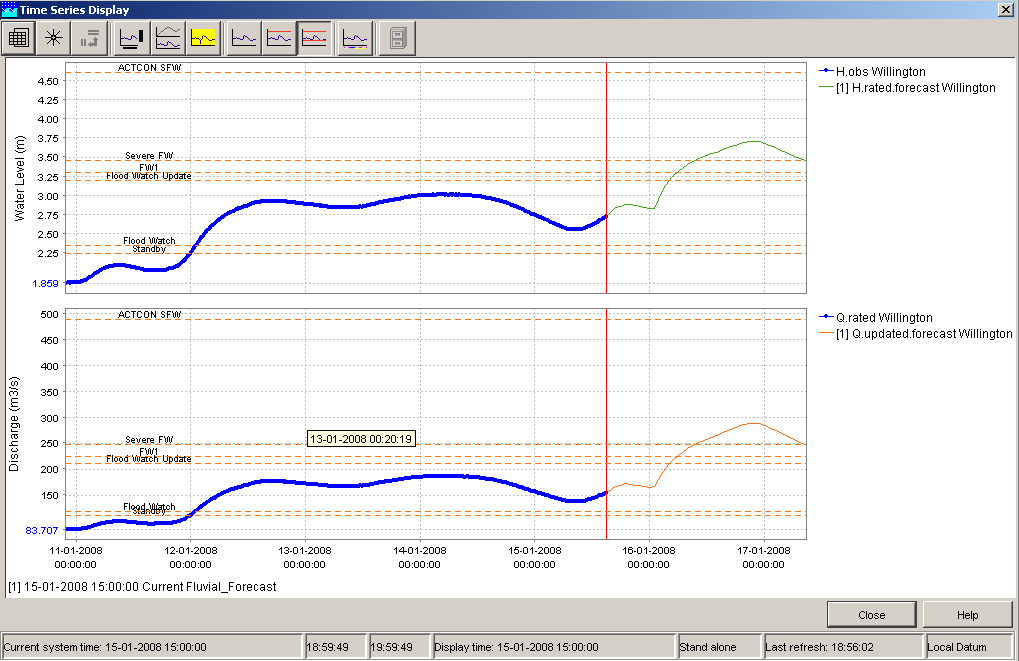 Time Series Display
ACTCON SFW
4.50
4.25
4.00
3.75
Severe FW
3.50
FW1
Flood Watch Update
3.25
3.00
2.75
2.50
Flood Watch
Standby
2.25
1.859
Water Level (m)
H.obs Willington
[1] H.rated.forecast Willington
ACTCON SFW
500
450
400
350
300
Severe FW
250
FW1
Flood Watch Update
200
150
Flood Watch
Standby
83.707
Discharge (m3/s)
13-01-2008 00:20:19
Q.rated Willington
[1] Q.updated.forecast Willington
11-01-2008 12-01-2008 13-01-2008 14-01-2008 15-01-2008 16-01-2008 17-01-2008
00:00:00 00:00:00 00:00:00 00:00:00 00:00:00 00:00:00 00:00:00
[1] 15-01-2008 15:00:00 Current Fluvial_Forecast
Close Help
Current system time: 15-01-2008 15:00:00 18:59:49 19:59:49 Display time: 15-01-2008 15:00:00 Stand alone Last refresh: 18:56:02 Local Datum